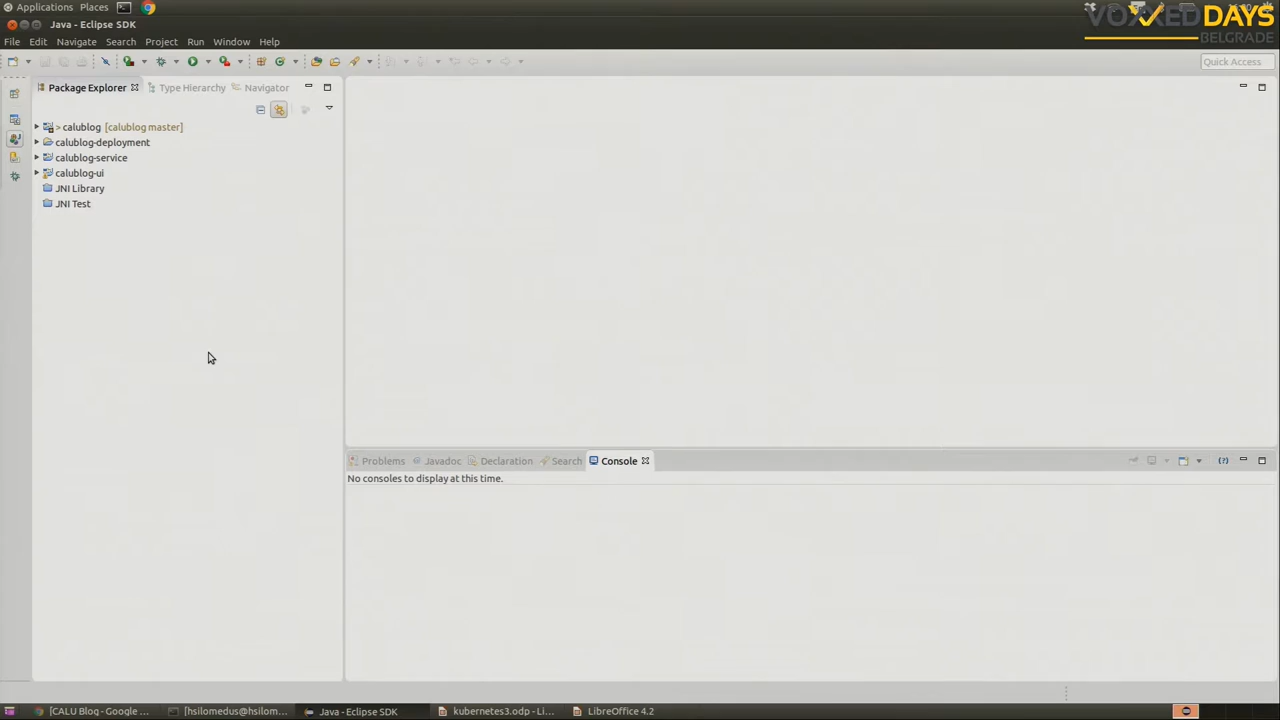 Applications Places
VOXXED DAYS
BELGRADE
Java - Eclipse SDK
File Edit Navigate Search Project Run Window Help
Quick Access
Package Explorer Type Hierarchy Navigator
> calublog [calublog master]
calublog-deployment
calublog-service
calublog-ui
JNI Library
JNI Test
Problems Javadoc Declaration Search Console
No consoles to display at this time.
[CALU Blog - Google ... [hsilomedus@hsilom... Java - Eclipse SDK kubernetes3.odp - Li... LibreOffice 4.2